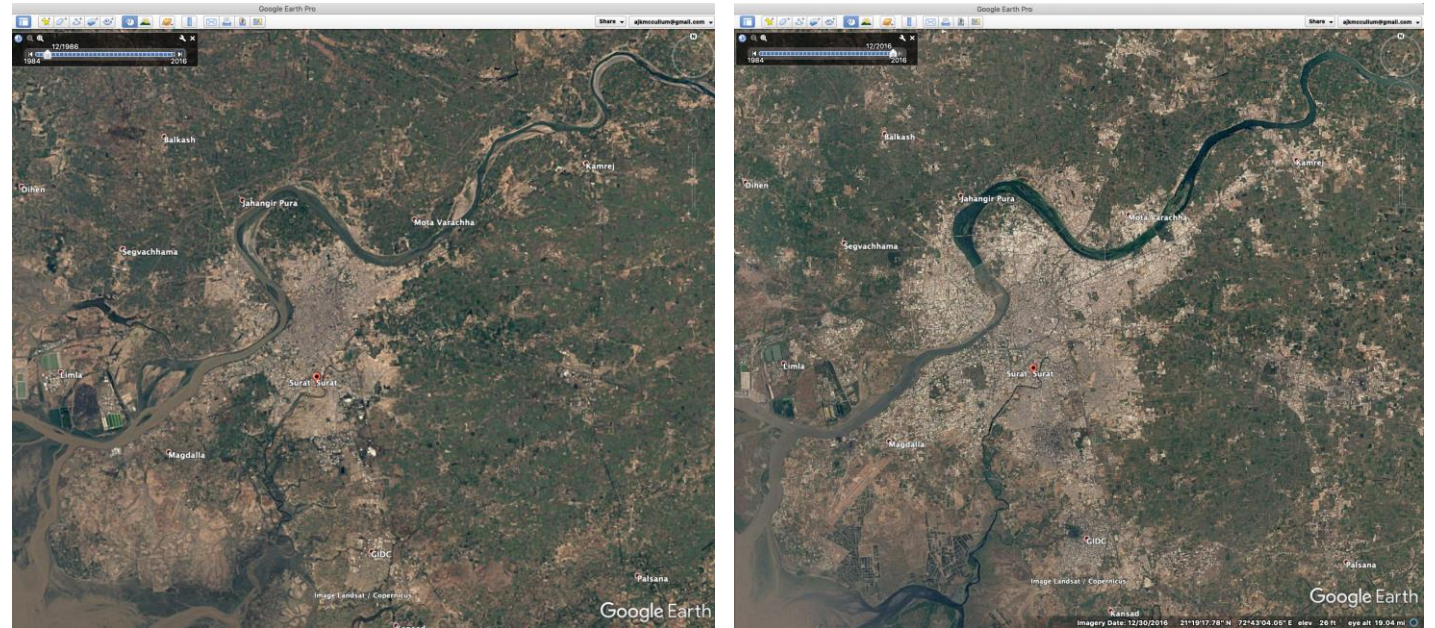 Google Earth Pro
Share
ajkmccullum@gmail.com
12/1986
1984
2016
Balkash
Kamrej
Dihen
Jahangir Pura
Mota Varachha
Segvachhama
Limla
Surat Surat
Magdalla
GIDC
Palsana
Image Landsat / Copernicus
Google Earth
Kansad
Google Earth Pro
Share
ajkmccullum@gmail.com
N
12/2016
1984
2016
Balkash
Kamrej
Dihen
Jahangir Pura
Mota Varachha
Segvachhama
Limla
Surat Surat
Magdalla
GIDC
Palsana
Image Landsat / Copernicus
Google Earth
Kansad
Imagery Date: 12/30/2016 21°19'17.78" N 72°43'04.05" E elev 26 ft eye alt 19.04 mi